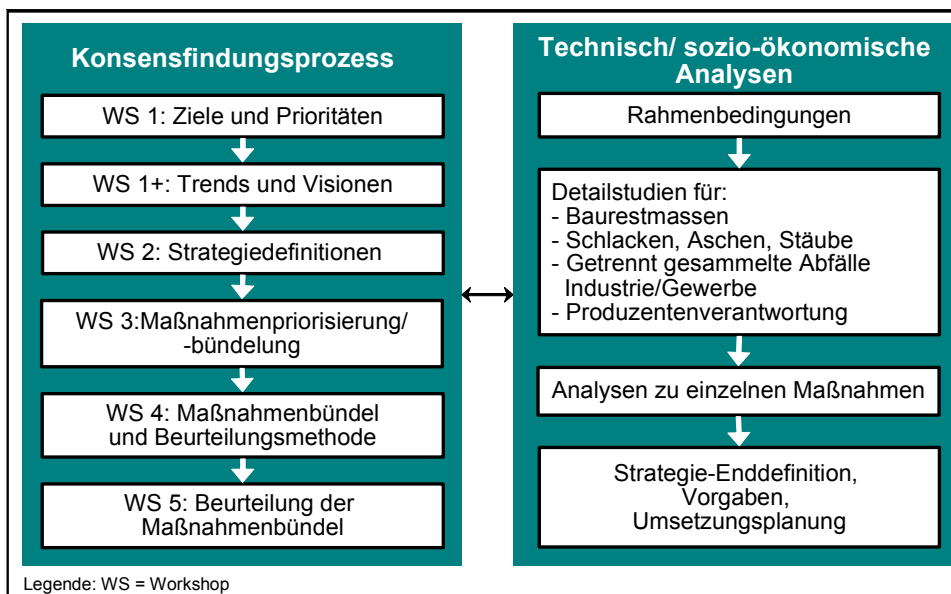 Konsensfindungsprozess
WS 1: Ziele und Prioritäten
WS 1+: Trends und Visionen
WS 2: Strategiedefinitionen
WS 3:Maßnahmenpriorisierung/
-bündelung
WS 4: Maßnahmenbündel
und Beurteilungsmethode
WS 5: Beurteilung der
Maßnahmenbündel
Technisch/ sozio-ökonomische
Analysen
Rahmenbedingungen
Detailstudien für:
- Baurestmassen
- Schlacken, Aschen, Stäube
- Getrennt gesammelte Abfälle
Industrie/Gewerbe
- Produzentenverantwortung
Analysen zu einzelnen Maßnahmen
Strategie-Enddefinition,
Vorgaben,
Umsetzungsplanung
Legende: WS = Workshop